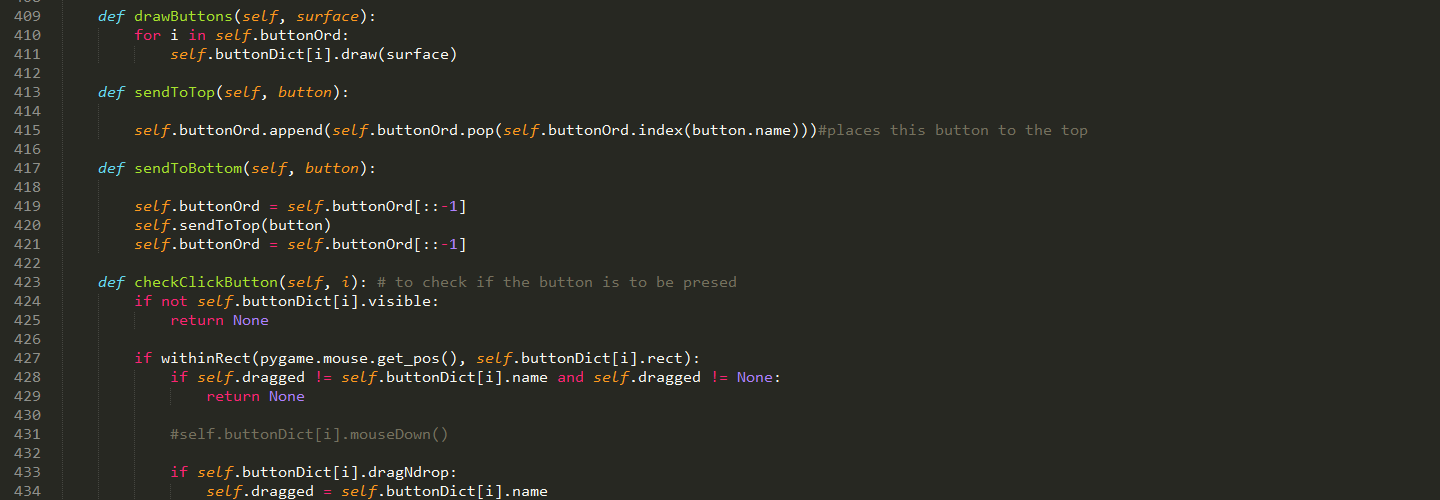 409 def drawButtons(self, surface):
410 for i in self.buttonOrd:
411 self.buttonDict[i].draw(surface)
412
413 def sendToTop(self, button):
414
415 self.buttonOrd.append(self.buttonOrd.pop(self.buttonOrd.index(button.name)))#places this button to the top
416
417 def sendToBottom(self, button):
418
419 self.buttonOrd = self.buttonOrd[::-1]
420 self.sendToTop(button)
421 self.buttonOrd = self.buttonOrd[::-1]
422
423 def checkClickButton(self, i): # to check if the button is to be presed
424 if not self.buttonDict[i].visible:
425 return None
426
427 if withinRect(pygame.mouse.get_pos(), self.buttonDict[i].rect):
428 if self.dragged != self.buttonDict[i].name and self.dragged != None:
429 return None
430
431 #self.buttonDict[i].mouseDown()
432
433 if self.buttonDict[i].dragNdrop:
434 self.dragged = self.buttonDict[i].name